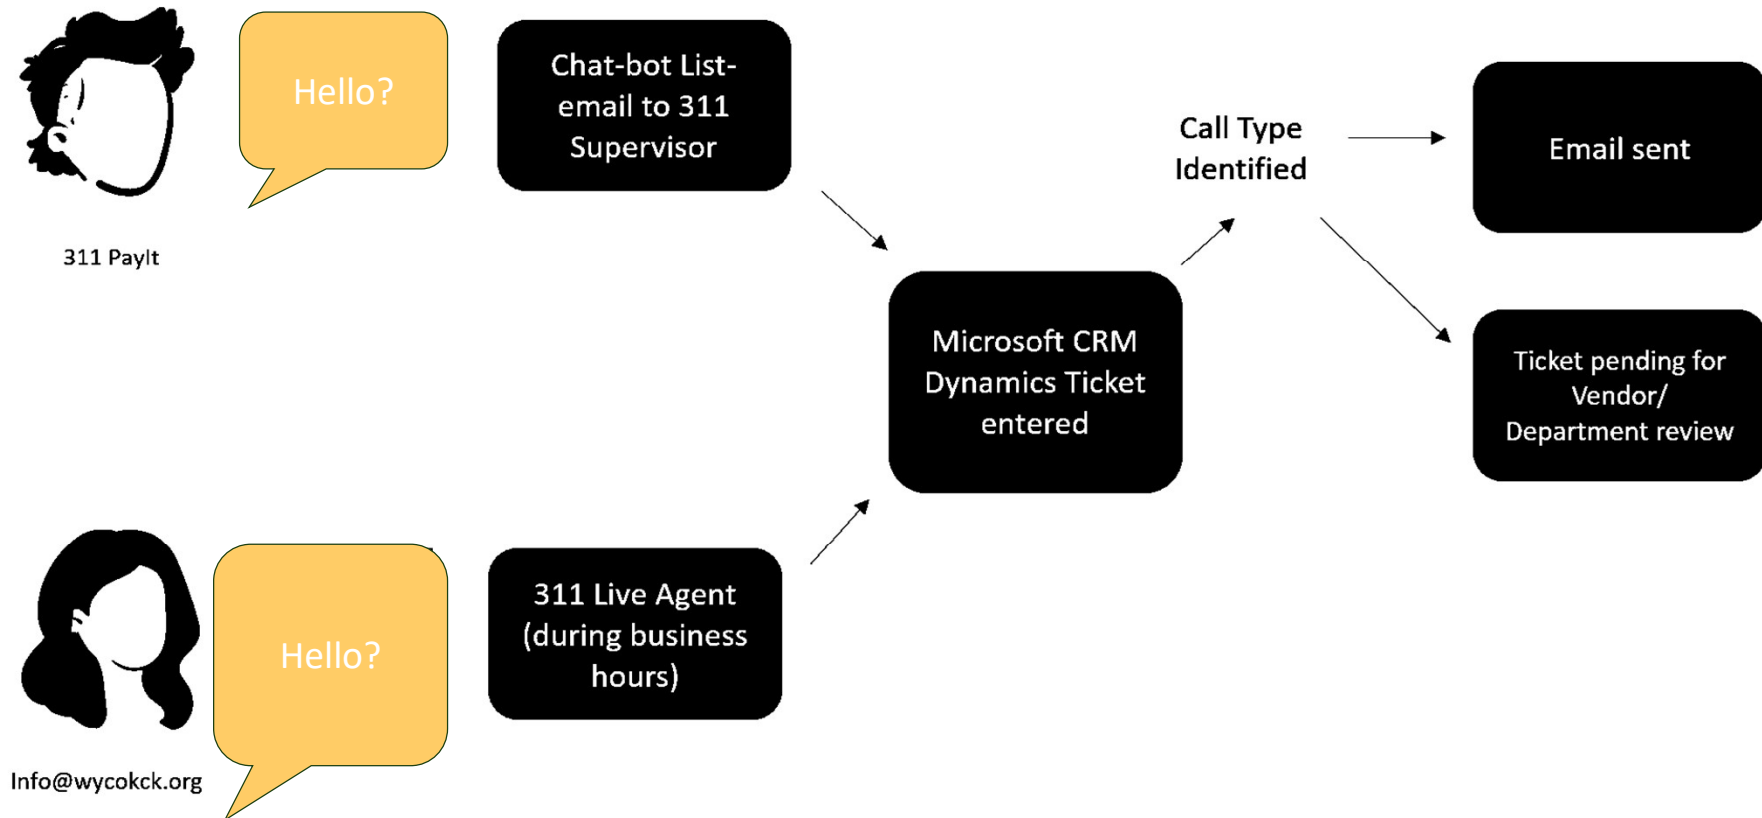 Hello?
311 PayIt
Chat-bot List-
email to 311
Supervisor
Call Type
Identified
Email sent
Microsoft CRM
Dynamics Ticket
entered
Ticket pending for
Vendor/
Department review
Hello?
Info@wycokck.org
311 Live Agent
(during business
hours)